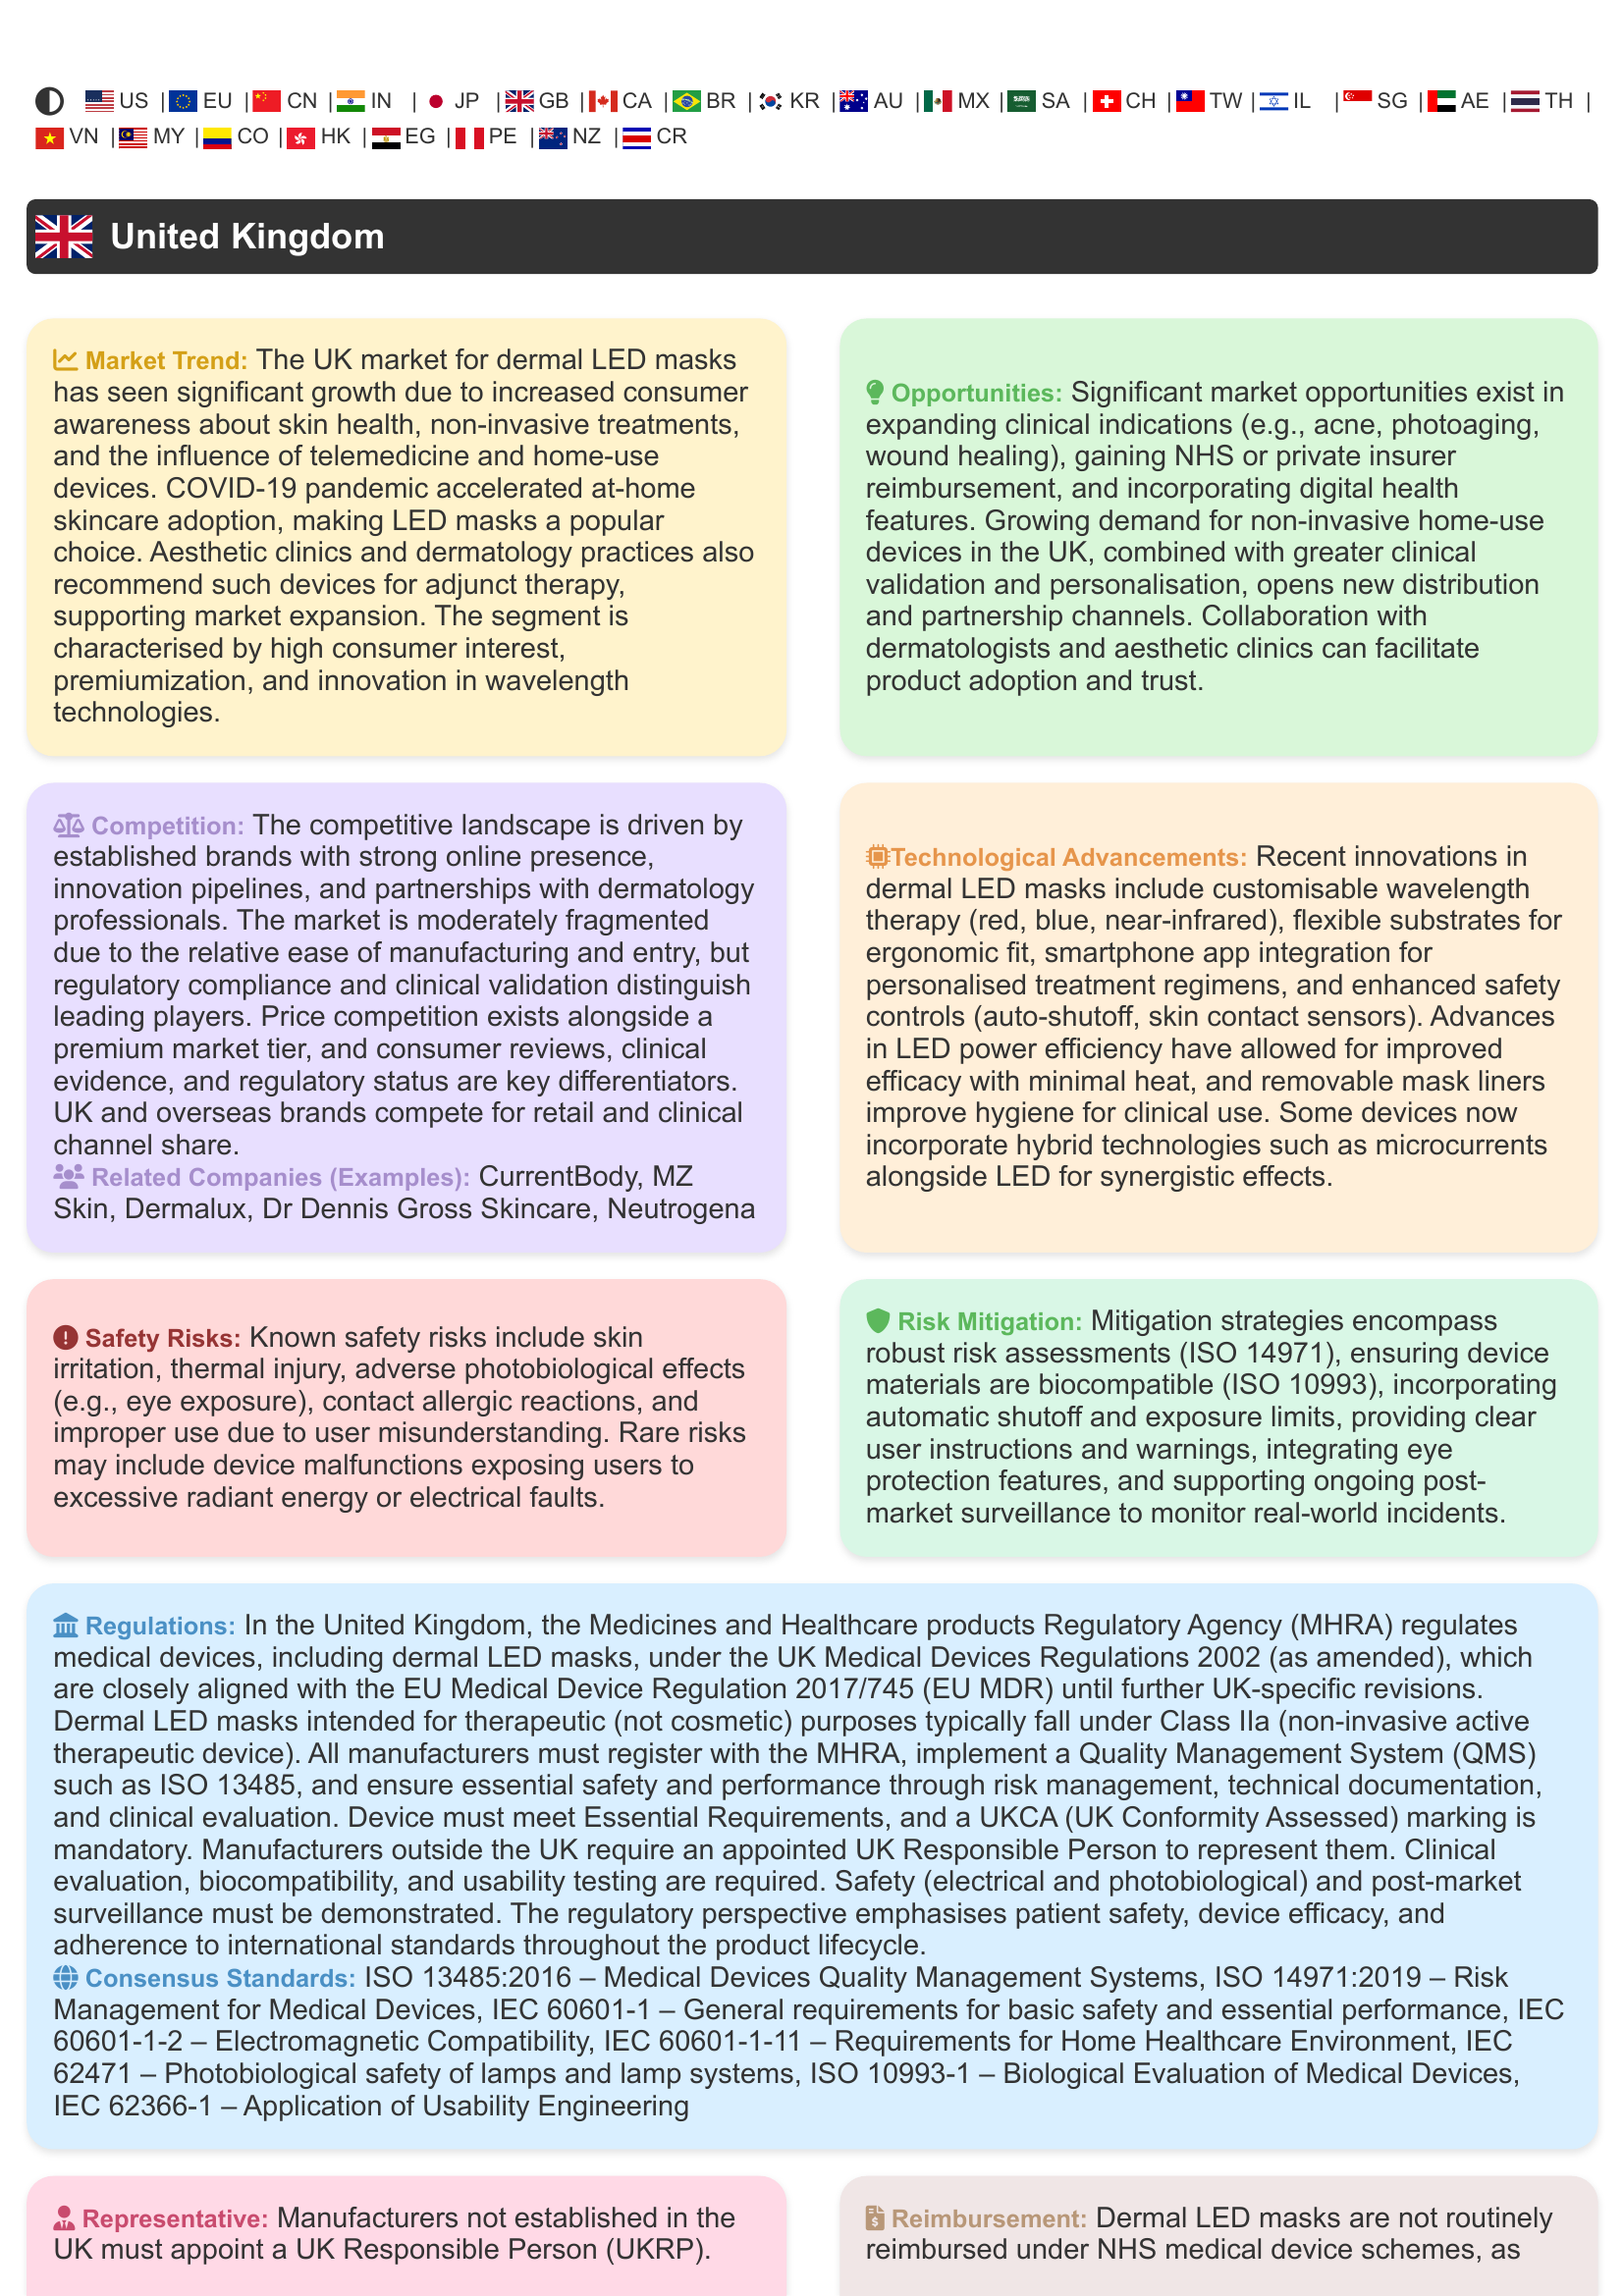 US | EU | CN | IN | JP | GB | CA | BR | KR | AU | MX | SA | CH | TW | IL | SG | AE | TH |
VN | MY | CO | HK | EG | PE | NZ | CR
United Kingdom
Market Trend: The UK market for dermal LED masks
has seen significant growth due to increased consumer
awareness about skin health, non-invasive treatments,
and the influence of telemedicine and home-use
devices. COVID-19 pandemic accelerated at-home
skincare adoption, making LED masks a popular
choice. Aesthetic clinics and dermatology practices also
recommend such devices for adjunct therapy,
supporting market expansion. The segment is
characterised by high consumer interest,
premiumization, and innovation in wavelength
technologies.
Opportunities: Significant market opportunities exist in
expanding clinical indications (e.g., acne, photoaging,
wound healing), gaining NHS or private insurer
reimbursement, and incorporating digital health
features. Growing demand for non-invasive home-use
devices in the UK, combined with greater clinical
validation and personalisation, opens new distribution
and partnership channels. Collaboration with
dermatologists and aesthetic clinics can facilitate
product adoption and trust.
Competition: The competitive landscape is driven by
established brands with strong online presence,
innovation pipelines, and partnerships with dermatology
professionals. The market is moderately fragmented
due to the relative ease of manufacturing and entry, but
regulatory compliance and clinical validation distinguish
leading players. Price competition exists alongside a
premium market tier, and consumer reviews, clinical
evidence, and regulatory status are key differentiators.
UK and overseas brands compete for retail and clinical
channel share.
Related Companies (Examples): CurrentBody, MZ
Skin, Dermalux, Dr Dennis Gross Skincare, Neutrogena
Technological Advancements: Recent innovations in
dermal LED masks include customisable wavelength
therapy (red, blue, near-infrared), flexible substrates for
ergonomic fit, smartphone app integration for
personalised treatment regimens, and enhanced safety
controls (auto-shutoff, skin contact sensors). Advances
in LED power efficiency have allowed for improved
efficacy with minimal heat, and removable mask liners
improve hygiene for clinical use. Some devices now
incorporate hybrid technologies such as microcurrents
alongside LED for synergistic effects.
Safety Risks: Known safety risks include skin
irritation, thermal injury, adverse photobiological effects
(e.g., eye exposure), contact allergic reactions, and
improper use due to user misunderstanding. Rare risks
may include device malfunctions exposing users to
excessive radiant energy or electrical faults.
Risk Mitigation: Mitigation strategies encompass
robust risk assessments (ISO 14971), ensuring device
materials are biocompatible (ISO 10993), incorporating
automatic shutoff and exposure limits, providing clear
user instructions and warnings, integrating eye
protection features, and supporting ongoing post-
market surveillance to monitor real-world incidents.
Regulations: In the United Kingdom, the Medicines and Healthcare products Regulatory Agency (MHRA) regulates
medical devices, including dermal LED masks, under the UK Medical Devices Regulations 2002 (as amended), which
are closely aligned with the EU Medical Device Regulation 2017/745 (EU MDR) until further UK-specific revisions.
Dermal LED masks intended for therapeutic (not cosmetic) purposes typically fall under Class IIa (non-invasive active
therapeutic device). All manufacturers must register with the MHRA, implement a Quality Management System (QMS)
such as ISO 13485, and ensure essential safety and performance through risk management, technical documentation,
and clinical evaluation. Device must meet Essential Requirements, and a UKCA (UK Conformity Assessed) marking is
mandatory. Manufacturers outside the UK require an appointed UK Responsible Person to represent them. Clinical
evaluation, biocompatibility, and usability testing are required. Safety (electrical and photobiological) and post-market
surveillance must be demonstrated. The regulatory perspective emphasises patient safety, device efficacy, and
adherence to international standards throughout the product lifecycle.
Consensus Standards: ISO 13485:2016 – Medical Devices Quality Management Systems, ISO 14971:2019 – Risk
Management for Medical Devices, IEC 60601-1 – General requirements for basic safety and essential performance, IEC
60601-1-2 – Electromagnetic Compatibility, IEC 60601-1-11 – Requirements for Home Healthcare Environment, IEC
62471 – Photobiological safety of lamps and lamp systems, ISO 10993-1 – Biological Evaluation of Medical Devices,
IEC 62366-1 – Application of Usability Engineering
Representative: Manufacturers not established in the
UK must appoint a UK Responsible Person (UKRP).
Reimbursement: Dermal LED masks are not routinely
reimbursed under NHS medical device schemes, as